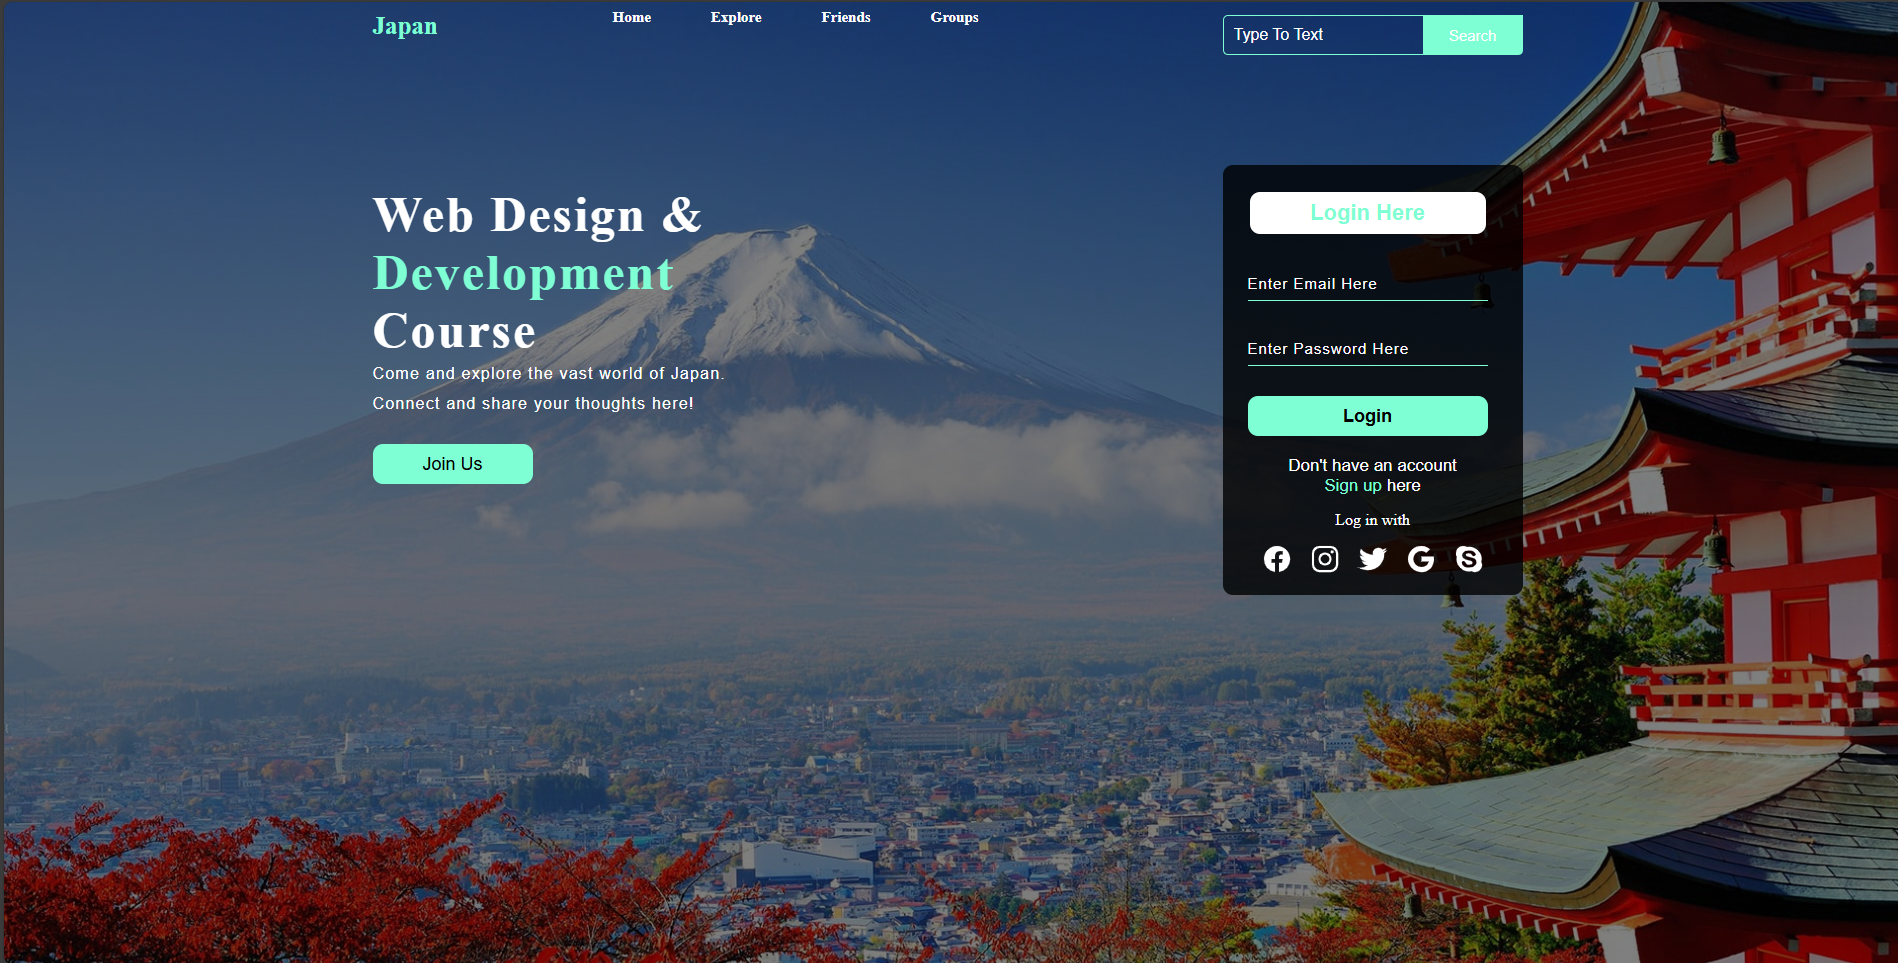 Japan
Home
Explore
Friends
Groups
Type To Text
Search
Web Design &
Development
Course
Come and explore the vast world of Japan.
Connect and share your thoughts here!
Join Us
Login Here
Enter Email Here
Enter Password Here
Login
Don't have an account
Sign up here
Log in with